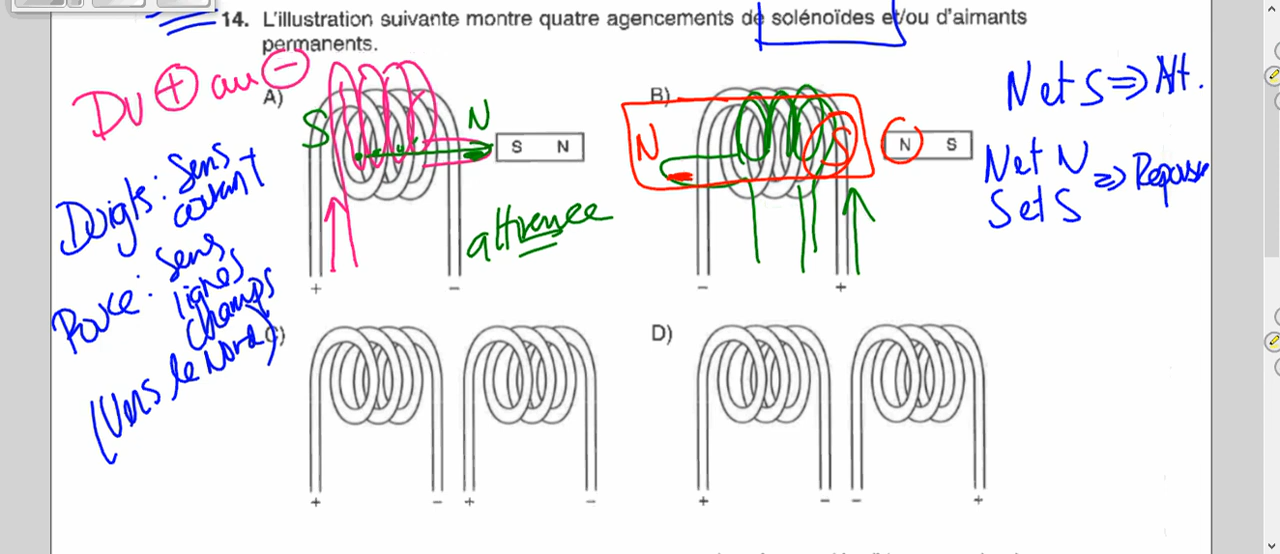 14. L'illustration suivante montre quatre agencements de solénoïdes et/ou d'aimants
permanents.
Du + au -
A)
S
N
S N
+ -
attirence
Doigts: sens
courant
Pouce: sens
lignes
champs
(Vers le Nord)
B)
N
S
N S
- +
N et S ⇒ Att.
N et N
S et S ⇒ Repousse
C)
+ - + -
D)
+ - - +